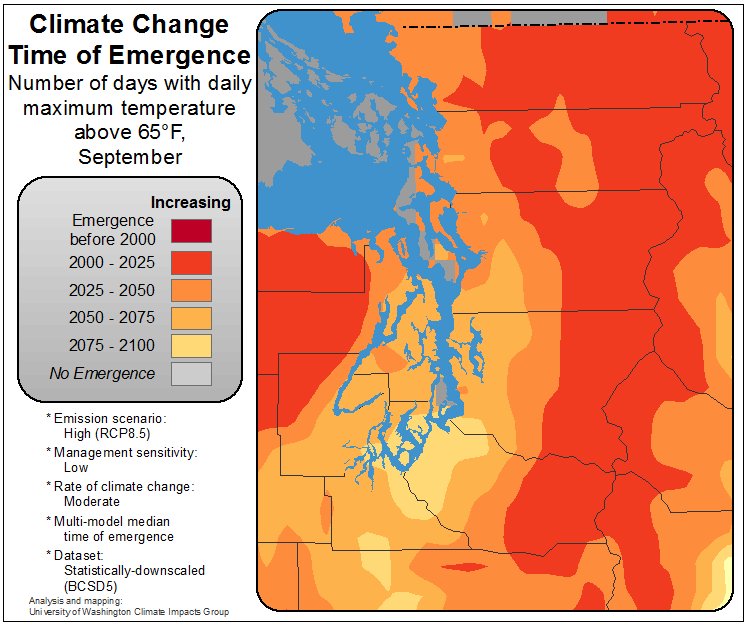 Climate Change
Time of Emergence
Number of days with daily
maximum temperature
above 65°F,
September
Increasing
Emergence
before 2000
2000 - 2025
2025 - 2050
2050 - 2075
2075 - 2100
No Emergence
* Emission scenario:
High (RCP8.5)
* Management sensitivity:
Low
* Rate of climate change:
Moderate
* Multi-model median
time of emergence
* Dataset:
Statistically-downscaled
(BCSD5)
Analysis and mapping:
University of Washington Climate Impacts Group